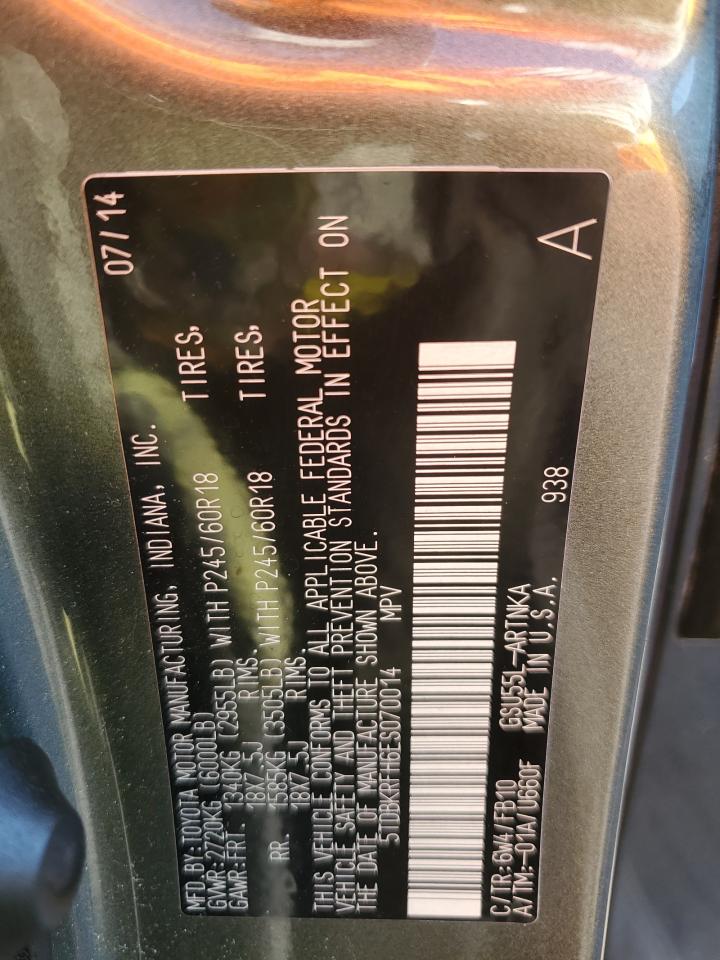 MFD BY:TOYOTA MOTOR MANUFACTURING, INDIANA, INC. 07/14
GVWR:2720KG (6000LB)
GAWR:FRT. 1340KG (2955LB) WITH P245/60R18 TIRES,
18X7.5J RIMS.
RR. 1585KG (3505LB) WITH P245/60R18 TIRES,
18X7.5J RIMS.
THIS VEHICLE CONFORMS TO ALL APPLICABLE FEDERAL MOTOR
VEHICLE SAFETY AND THEFT PREVENTION STANDARDS IN EFFECT ON
THE DATE OF MANUFACTURE SHOWN ABOVE.
5TDBKRFH6ES070014 MPV
C/TR:6W4/FB10 GSU55L-ARTNKA
A/TM:-01A/U660F MADE IN U.S.A. 938
A